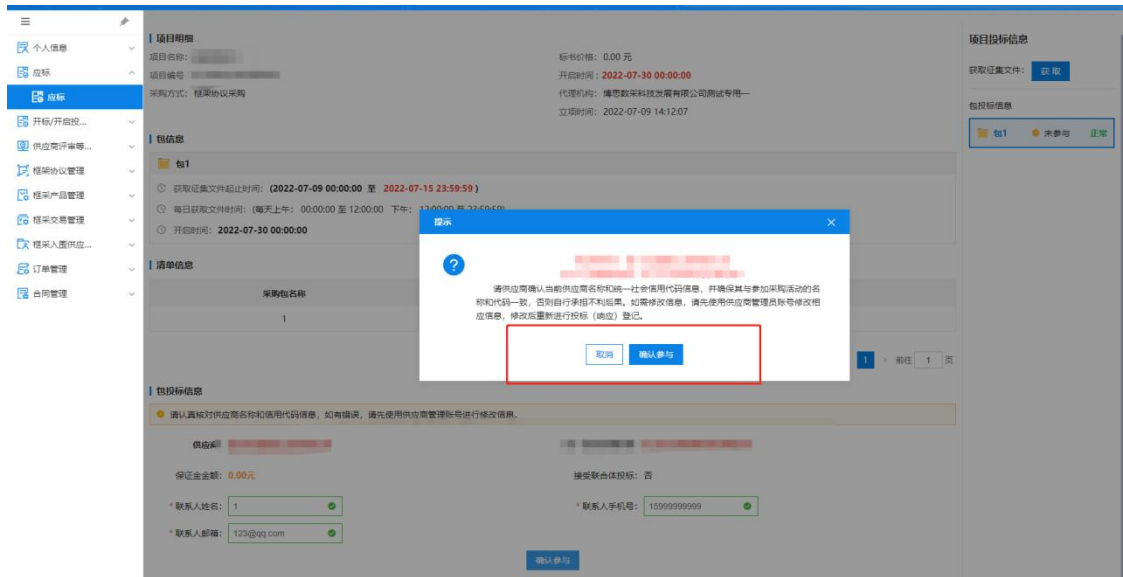 个人信息
应标
应标
开标/开启投...
供应商评审等...
框架协议管理
框采产品管理
框采交易管理
框采入围供应...
订单管理
合同管理
项目明细
项目名称：
标书价格： 0.00 元
项目编号
开启时间：2022-07-30 00:00:00
采购方式： 框架协议采购
代理机构： 博思数采科技发展有限公司测试专用一
立项时间： 2022-07-09 14:12:07
包信息
包1
获取征集文件起止时间：(2022-07-09 00:00:00 至 2022-07-15 23:59:59 )
每日获取文件时间：(每天上午： 00:00:00 至 12:00:00 下午： 12:00:00 至 23:59:59)
开启时间：2022-07-30 00:00:00
清单信息
采购包名称
1
提示
请供应商确认当前供应商名称和统一社会信用代码信息，并确保其与参加采购活动的名
称和代码一致，否则自行承担不利后果。如需修改信息，请先使用供应商管理员账号修改相
应信息，修改后重新进行投标（响应）登记。
取消 确认参与
1 > 前往 1 页
包投标信息
请认真核对供应商名称和信用代码信息，如有错误，请先使用供应商管理账号进行修改信息。
供应商
保证金金额：0.00元
接受联合体投标： 否
*联系人姓名： 1
*联系人手机号： 15999999999
*联系人邮箱： 123@qq.com
确认参与
项目投标信息
获取征集文件： 获 取
包投标信息
包1 未参与 正常